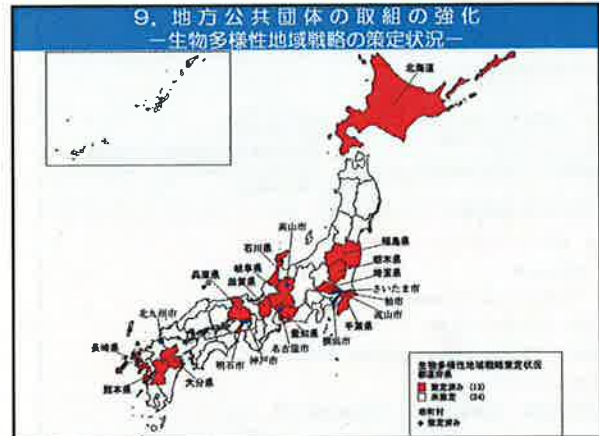 9. 地方公共団体の取組の強化
—生物多様性地域戦略の策定状況—
北海道
高山市
石川県
岐阜県
滋賀県
兵庫県
北九州市
長崎県
熊本県
大分県
明石市
神戸市
名古屋市
愛知県
横浜市
千葉県
流山市
柏市
さいたま市
埼玉県
栃木県
福島県
生物多様性地域戦略策定状況
都道府県
策定済み (13)
未策定 (34)
市町村
策定済み